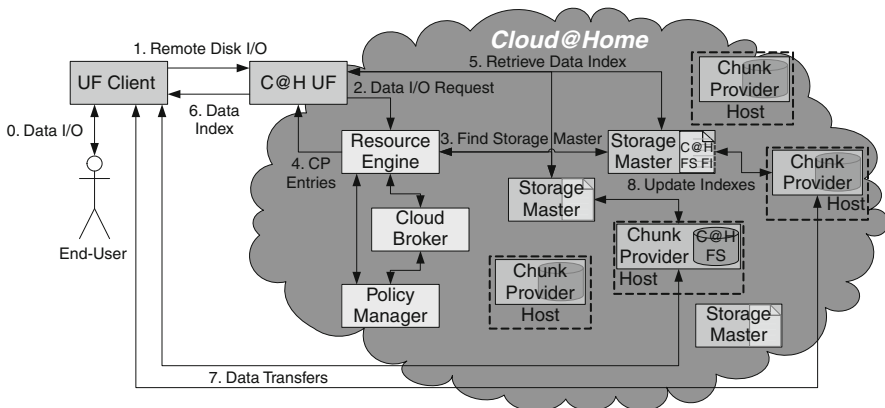 Cloud@Home
1. Remote Disk I/O
UF Client
C@H UF
5. Retrieve Data Index
Chunk
Provider
Host
2. Data I/O Request
6. Data
Index
0. Data I/O
Resource
Engine
3. Find Storage Master
Storage
Master
C@H
FS FI
4. CP
Entries
Chunk
Provider
Host
8. Update Indexes
Storage
Master
Cloud
Broker
Chunk
Provider
C@H
FS
Host
End-User
Chunk
Provider
Host
Policy
Manager
Storage
Master
7. Data Transfers